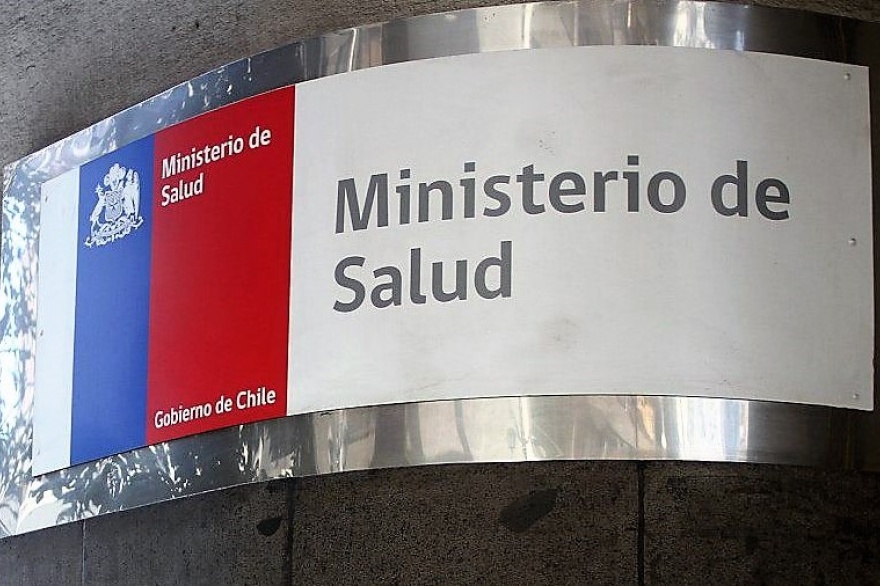 Ministerio de
Salud
Gobierno de Chile
Ministerio de
Salud